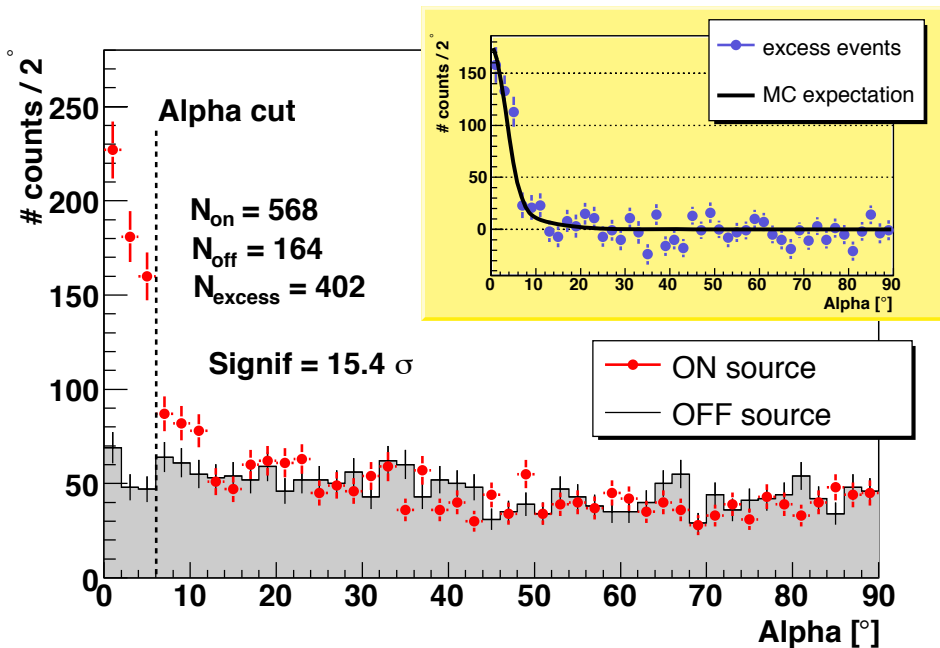 # counts / 2°
250
200
150
100
50
0
0 10 20 30 40 50 60 70 80 90
Alpha [°]
Alpha cut
N_on = 568
N_off = 164
N_excess = 402
Signif = 15.4 σ
# counts / 2°
150
100
50
0
0 10 20 30 40 50 60 70 80 90
Alpha [°]
excess events
MC expectation
ON source
OFF source